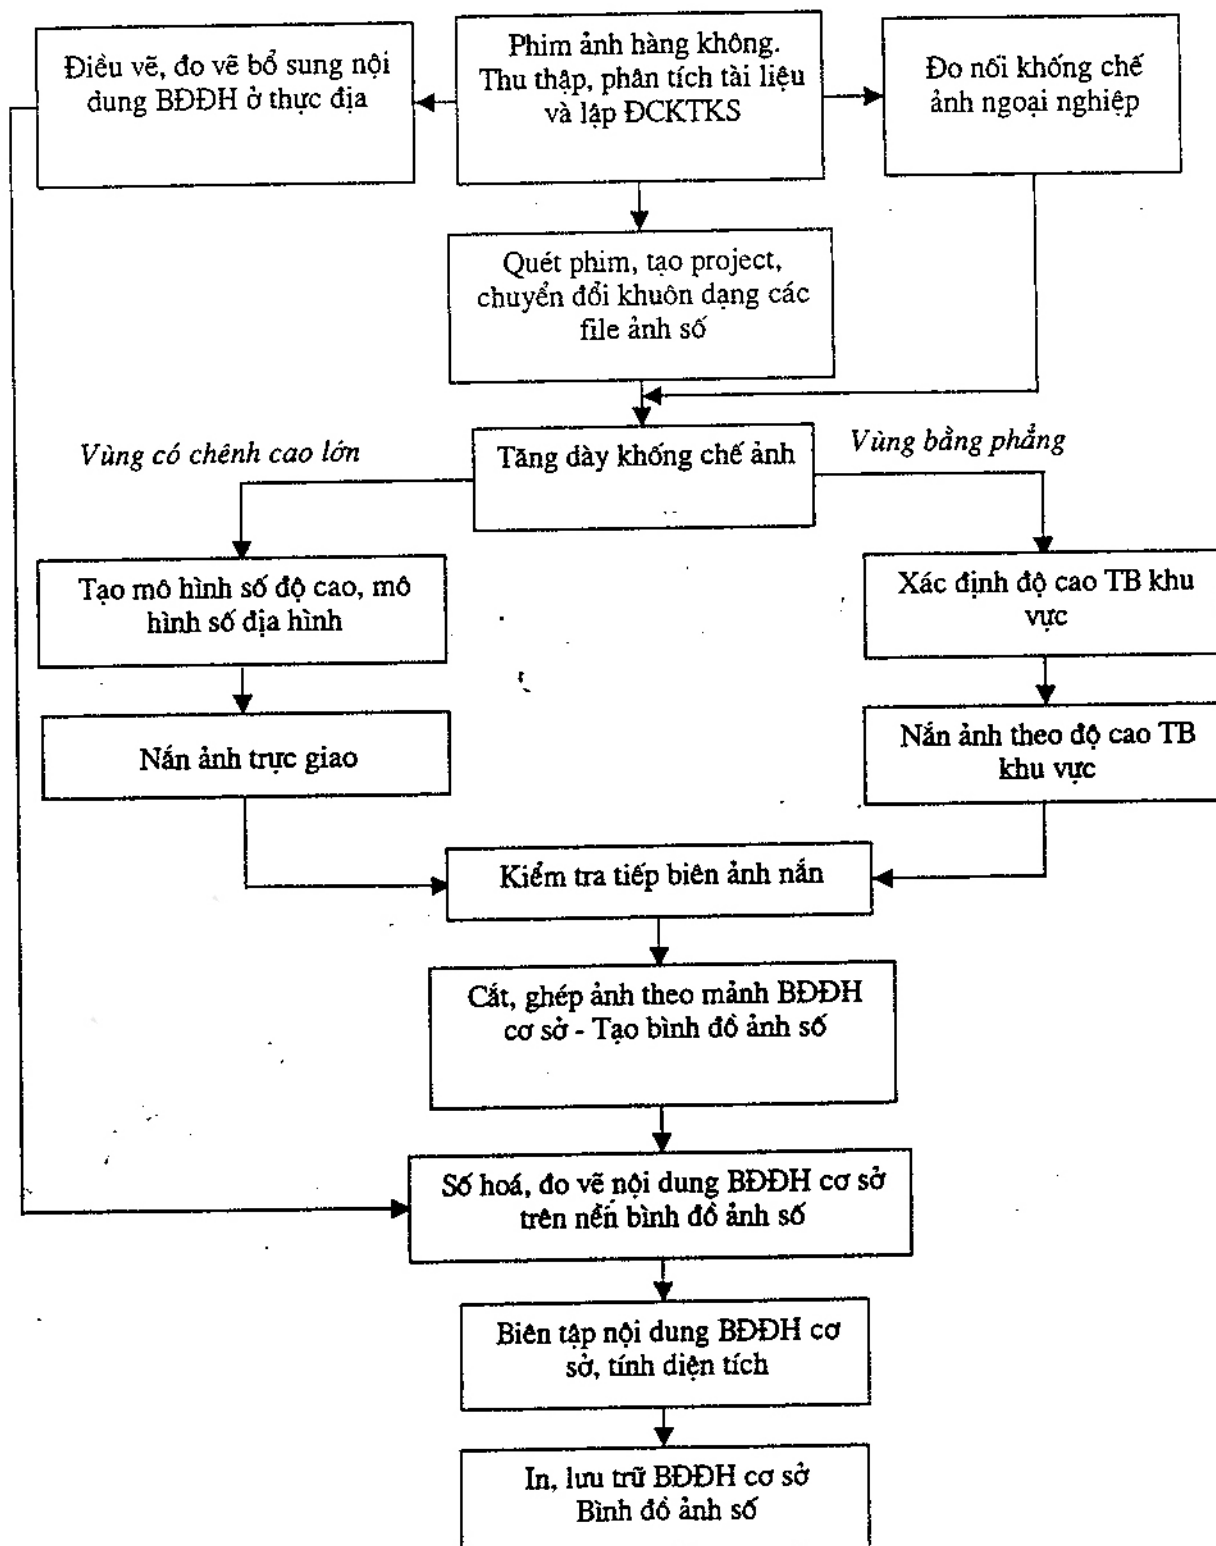 Điều vẽ, đo vẽ bổ sung nội
dung BĐĐH ở thực địa
Phim ảnh hàng không.
Thu thập, phân tích tài liệu
và lập ĐCKTKS
Đo nối khống chế
ảnh ngoại nghiệp
Quét phim, tạo project,
chuyển đổi khuôn dạng các
file ảnh số
Vùng có chênh cao lớn
Tăng dày khống chế ảnh
Vùng bằng phẳng
Tạo mô hình số độ cao, mô
hình số địa hình
Xác định độ cao TB khu
vực
Nắn ảnh trực giao
Nắn ảnh theo độ cao TB
khu vực
Kiểm tra tiếp biên ảnh nắn
Cắt, ghép ảnh theo mảnh BĐĐH
cơ sở - Tạo bình đồ ảnh số
Số hoá, đo vẽ nội dung BĐĐH cơ sở
trên nền bình đồ ảnh số
Biên tập nội dung BĐĐH cơ
sở, tính diện tích
In, lưu trữ BĐĐH cơ sở
Bình đồ ảnh số